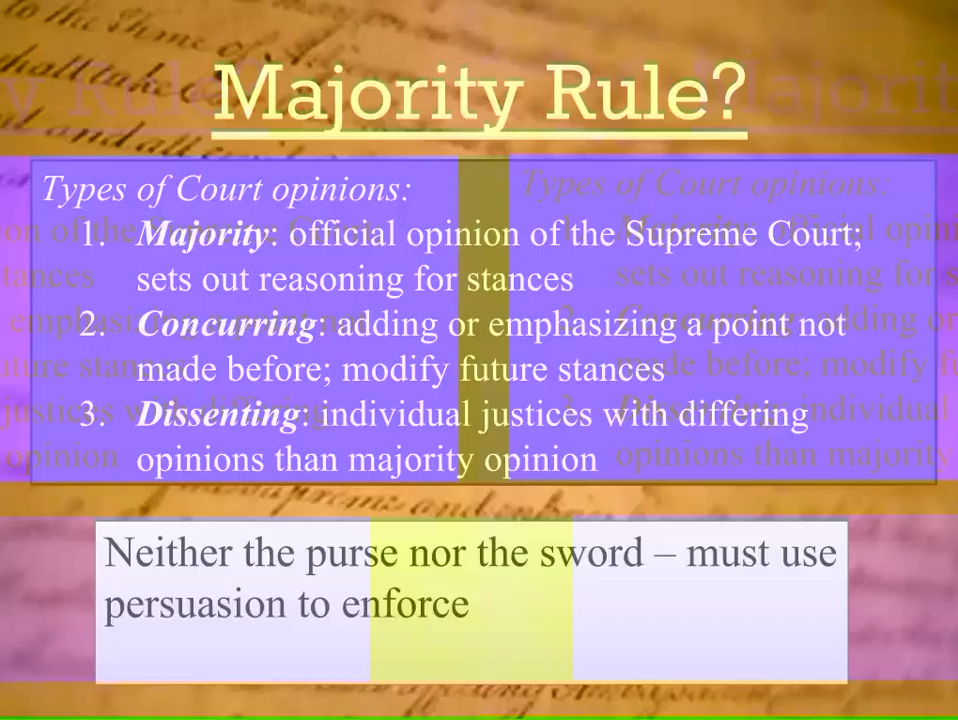 Majority Rule?
Types of Court opinions:
1. Majority: official opinion of the Supreme Court;
sets out reasoning for stances
2. Concurring: adding or emphasizing a point not
made before; modify future stances
3. Dissenting: individual justices with differing
opinions than majority opinion
Neither the purse nor the sword – must use
persuasion to enforce